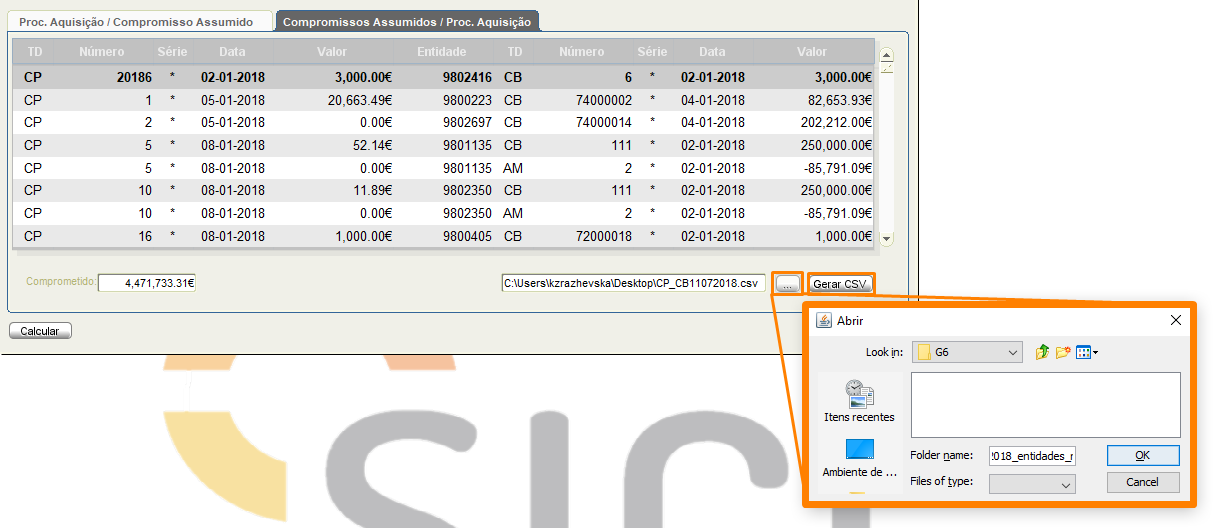 Proc. Aquisição / Compromisso Assumido Compromissos Assumidos / Proc. Aquisição
TD Número Série Data Valor Entidade TD Número Série Data Valor
CP 20186 * 02-01-2018 3,000.00€ 9802416 CB 6 * 02-01-2018 3,000.00€
CP 1 * 05-01-2018 20,663.49€ 9800223 CB 74000002 * 04-01-2018 82,653.93€
CP 2 * 05-01-2018 0.00€ 9802697 CB 74000014 * 04-01-2018 202,212.00€
CP 5 * 08-01-2018 52.14€ 9801135 CB 111 * 02-01-2018 250,000.00€
CP 5 * 08-01-2018 0.00€ 9801135 AM 2 * 02-01-2018 -85,791.09€
CP 10 * 08-01-2018 11.89€ 9802350 CB 111 * 02-01-2018 250,000.00€
CP 10 * 08-01-2018 0.00€ 9802350 AM 2 * 02-01-2018 -85,791.09€
CP 16 * 08-01-2018 1,000.00€ 9800405 CB 72000018 * 02-01-2018 1,000.00€
Comprometido: 4,471,733.31€ C:\Users\kzrazhevska\Desktop\CP_CB11072018.csv ... Gerar CSV
Calcular
Abrir
Look in: G6
Itens recentes
Ambiente de ...
Folder name: !018_entidades_r OK
Files of type: Cancel